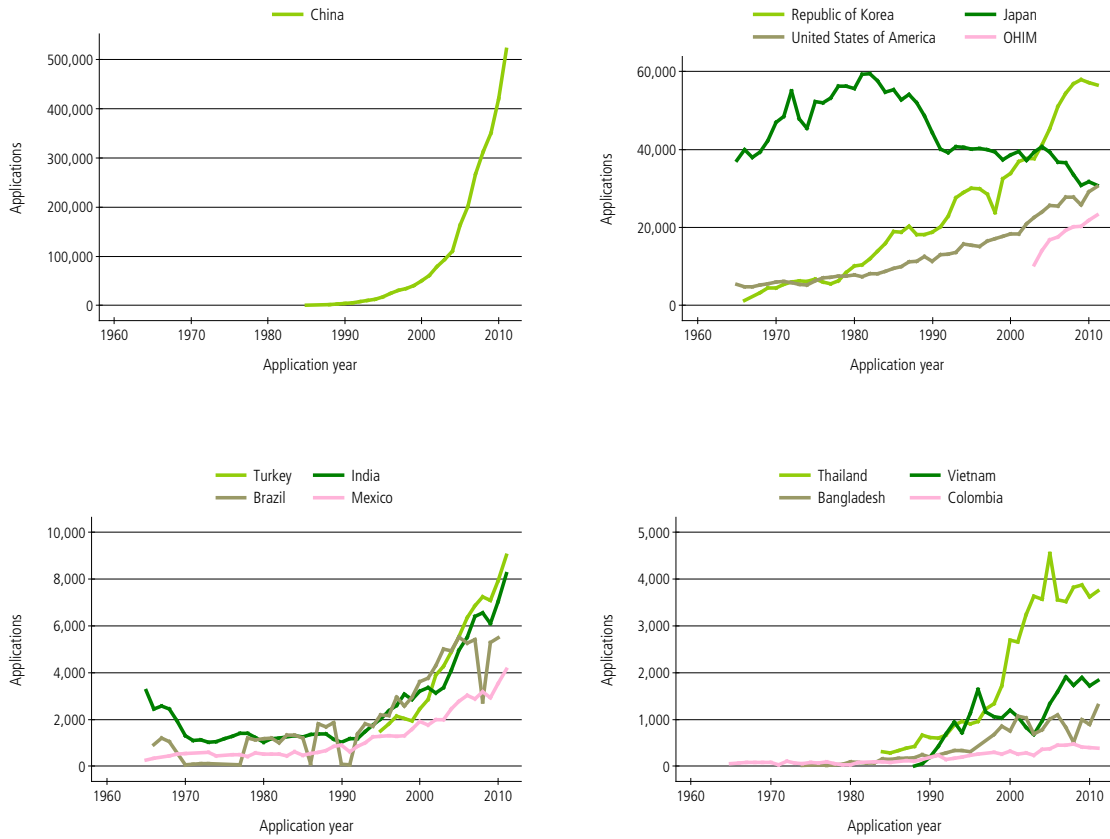 China
Applications
500,000
400,000
300,000
200,000
100,000
0
1960 1970 1980 1990 2000 2010
Application year
Republic of Korea Japan
United States of America OHIM
Applications
60,000
40,000
20,000
0
1960 1970 1980 1990 2000 2010
Application year
Turkey India
Brazil Mexico
Applications
10,000
8,000
6,000
4,000
2,000
0
1960 1970 1980 1990 2000 2010
Application year
Thailand Vietnam
Bangladesh Colombia
Applications
5,000
4,000
3,000
2,000
1,000
0
1960 1970 1980 1990 2000 2010
Application year